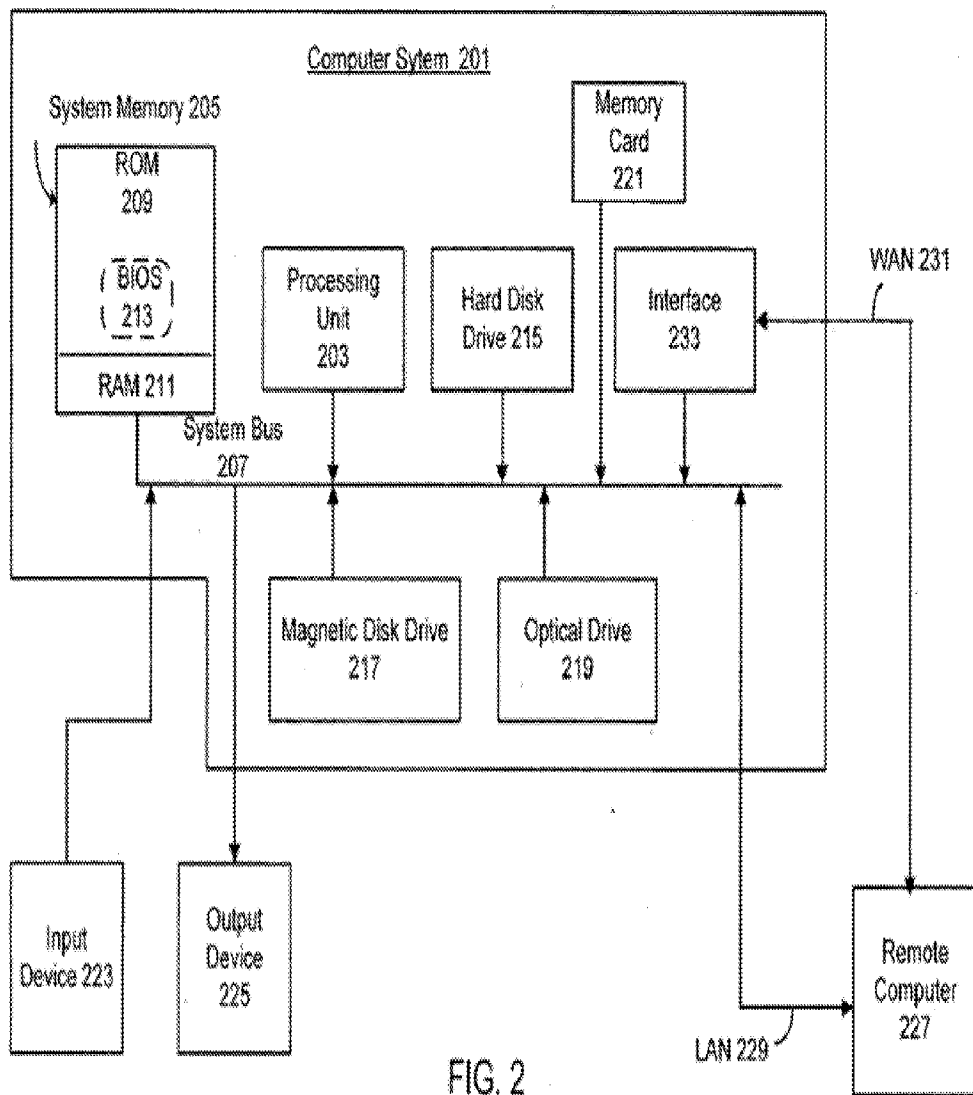 Computer Sytem 201
System Memory 205
ROM
209
BIOS
213
RAM 211
Memory
Card
221
Processing
Unit
203
Hard Disk
Drive 215
Interface
233
WAN 231
System Bus
207
Magnetic Disk Drive
217
Optical Drive
219
Input
Device 223
Output
Device
225
Remote
Computer
227
LAN 229
FIG. 2